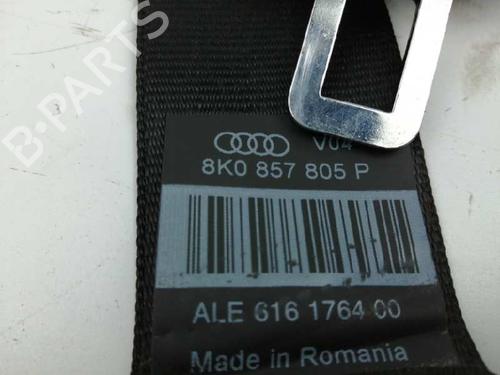 B-PARTS
V04
8K0 857 805 P
ALE 616 1764 00
Made in Romania